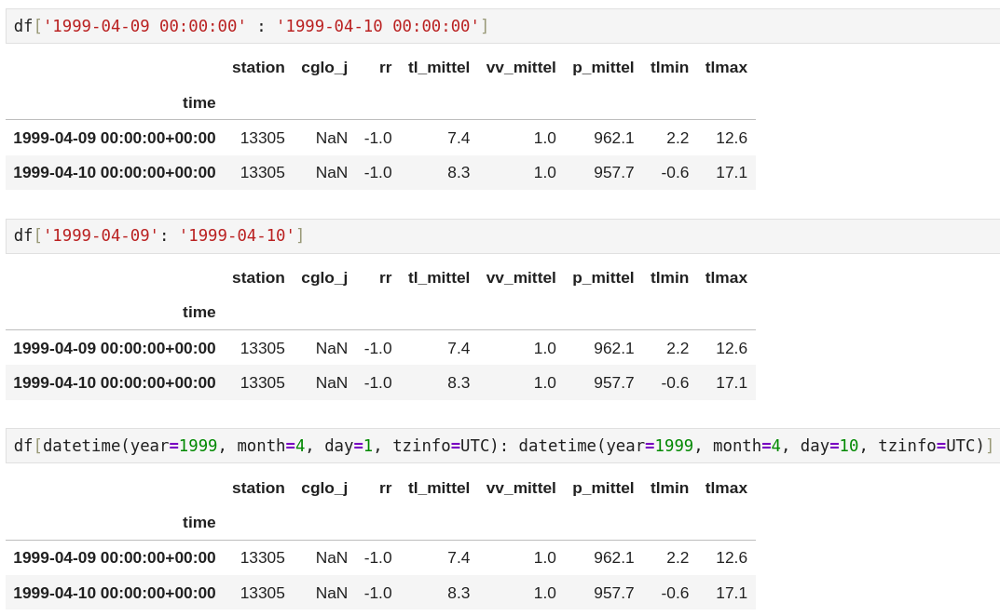 df['1999-04-09 00:00:00' : '1999-04-10 00:00:00']
station cglo_j rr tl_mittel vv_mittel p_mittel tlmin tlmax
time
1999-04-09 00:00:00+00:00 13305 NaN -1.0 7.4 1.0 962.1 2.2 12.6
1999-04-10 00:00:00+00:00 13305 NaN -1.0 8.3 1.0 957.7 -0.6 17.1
df['1999-04-09': '1999-04-10']
station cglo_j rr tl_mittel vv_mittel p_mittel tlmin tlmax
time
1999-04-09 00:00:00+00:00 13305 NaN -1.0 7.4 1.0 962.1 2.2 12.6
1999-04-10 00:00:00+00:00 13305 NaN -1.0 8.3 1.0 957.7 -0.6 17.1
df[datetime(year=1999, month=4, day=1, tzinfo=UTC): datetime(year=1999, month=4, day=10, tzinfo=UTC)]
station cglo_j rr tl_mittel vv_mittel p_mittel tlmin tlmax
time
1999-04-09 00:00:00+00:00 13305 NaN -1.0 7.4 1.0 962.1 2.2 12.6
1999-04-10 00:00:00+00:00 13305 NaN -1.0 8.3 1.0 957.7 -0.6 17.1